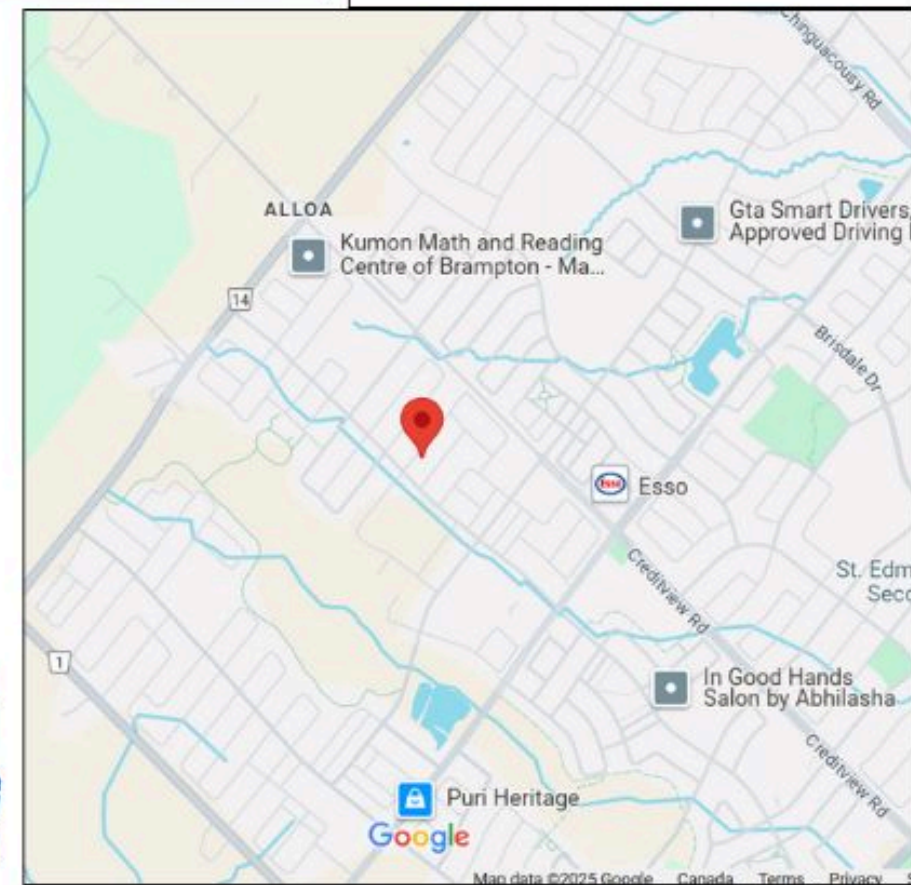 Chinguacousy Rd
ALLOA
Kumon Math and Reading
Centre of Brampton - Ma...
Gta Smart Drivers
Approved Driving
14
Brisdale Dr
Esso
Esso
Creditview Rd
St. Edm
Seco
1
In Good Hands
Salon by Abhilasha
Creditview Rd
Puri Heritage
Google
Map data ©2025 Google Canada Terms Privacy